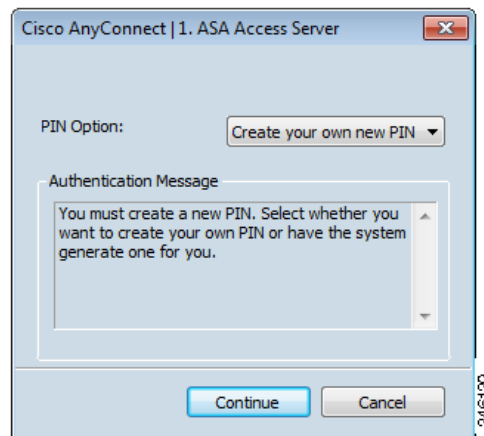 Cisco AnyConnect | 1. ASA Access Server
PIN Option:
Create your own new PIN
Authentication Message
You must create a new PIN. Select whether you
want to create your own PIN or have the system
generate one for you.
Continue
Cancel